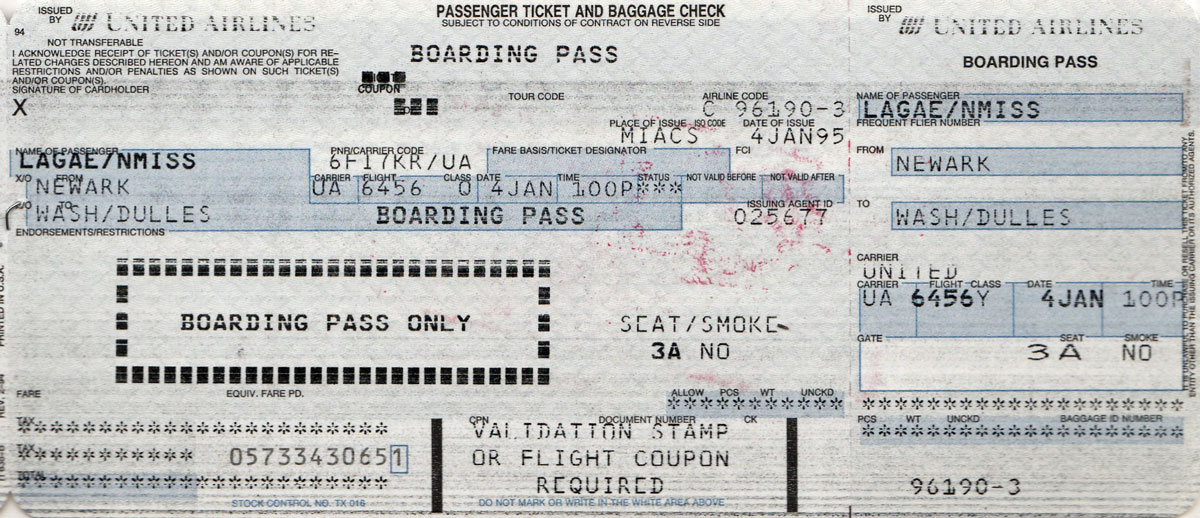 ISSUED BY UNITED AIRLINES
PASSENGER TICKET AND BAGGAGE CHECK
SUBJECT TO CONDITIONS OF CONTRACT ON REVERSE SIDE
94
NOT TRANSFERABLE
I ACKNOWLEDGE RECEIPT OF TICKET(S) AND/OR COUPON(S) FOR RE-
LATED CHARGES DESCRIBED HEREON AND AM AWARE OF APPLICABLE
RESTRICTIONS AND/OR PENALTIES AS SHOWN ON SUCH TICKET(S)
AND/OR COUPON(S).
SIGNATURE OF CARDHOLDER
X
BOARDING PASS
COUPON
TOUR CODE
AIRLINE CODE
C 96190-3
PLACE OF ISSUE ISO CODE DATE OF ISSUE
MIACS 4JAN95
NAME OF PASSENGER PNR/CARRIER CODE FARE BASIS/TICKET DESIGNATOR FCI
LAGAE/NMISS 6F17KR/UA
X/O FROM CARRIER FLIGHT CLASS DATE TIME STATUS NOT VALID BEFORE NOT VALID AFTER
NEWARK UA 6456 O 4JAN 100P***
X/O TO ISSUING AGENT ID
WASH/DULLES BOARDING PASS 025677
ENDORSEMENTS/RESTRICTIONS
BOARDING PASS ONLY
SEAT/SMOKE
3A NO
FARE EQUIV. FARE PD.
ALLOW PCS WT UNCKD
*************
TAX
***************************
TAX
************* 05733430651
TOTAL
***************************
STOCK CONTROL NO. TX 016
CPN DOCUMENT NUMBER CK
VALIDATION STAMP
OR FLIGHT COUPON
REQUIRED
DO NOT MARK OR WRITE IN THE WHITE AREA ABOVE
PRINTED IN U.S.A.
ISSUED BY UNITED AIRLINES
BOARDING PASS
NAME OF PASSENGER
LAGAE/NMISS
FREQUENT FLIER NUMBER
FROM
NEWARK
TO
WASH/DULLES
CARRIER
UNITED
CARRIER FLIGHT CLASS DATE TIME
UA 6456Y 4JAN 100P
GATE SEAT SMOKE
3A NO
************************
PCS WT UNCKD BAGGAGE ID NUMBER
************************
96190-3